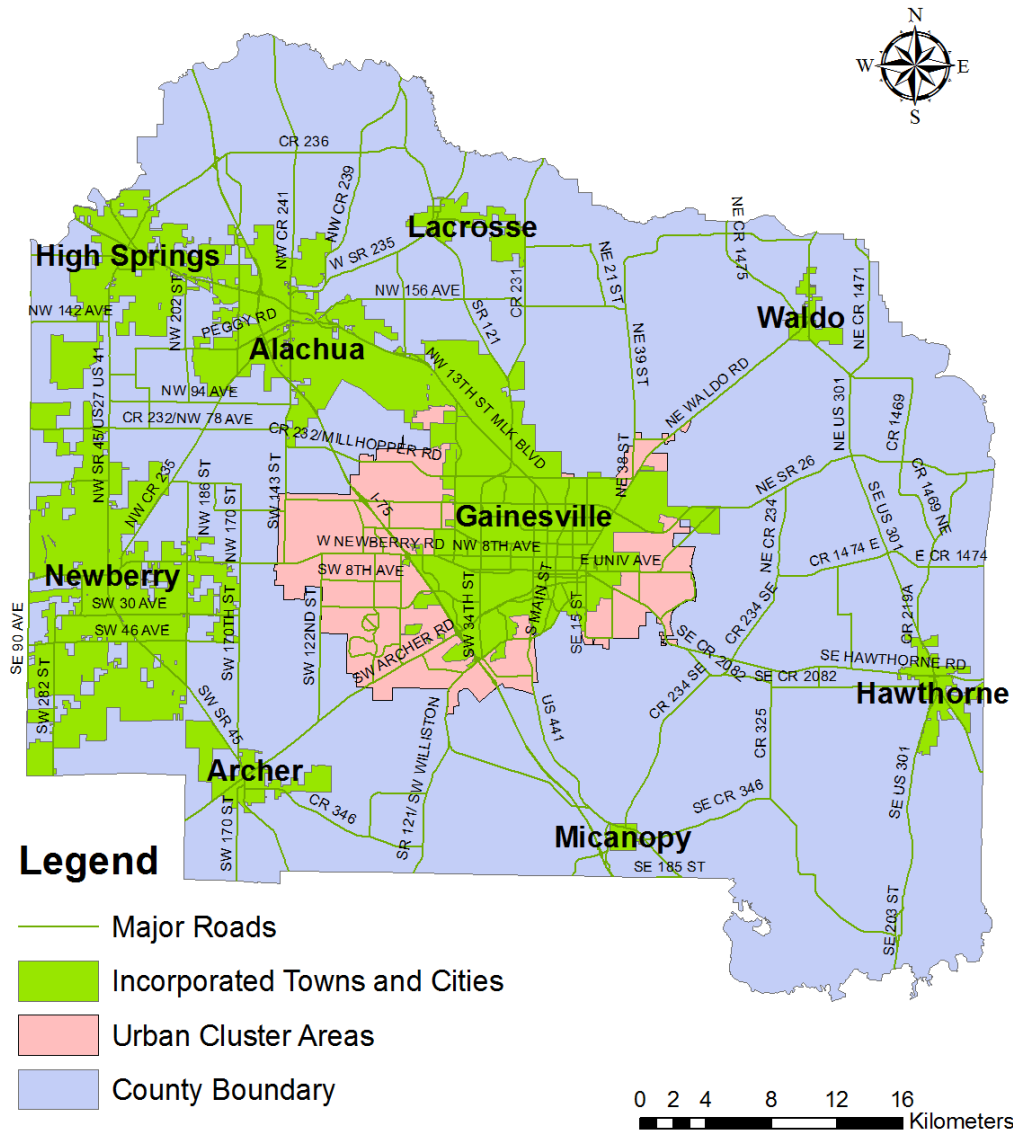 N
W
E
S
CR 236
NW CR 241
NW CR 239
Lacrosse
High Springs
W SR 235
NE 21 ST
NE CR 1475
NW 202 ST
NW 156 AVE
CR 231
NE CR 1471
NW 142 AVE
PEGGY RD
SR 121
Waldo
Alachua
NE 39 ST
NW SR 45/US27 US 41
NW 13TH ST MLK BLVD
NE WALDO RD
NW 94 AVE
NE US 301
CR 1469
CR 232/NW 78 AVE
CR 232/MILLHOPPER RD
NE 38 ST
NW CR 235
NW 186 ST
SW 143 ST
NE SR 26
CR 1469 NE
I-75
NW 170 ST
Gainesville
NE CR 234
SE US 301
W NEWBERRY RD
NW 8TH AVE
E UNIV AVE
CR 1474 E
E CR 1474
Newberry
SW 8TH AVE
SW 30 AVE
SW 46 AVE
SE 90 AVE
SW 170TH ST
SW 122ND ST
SW 34TH ST
S MAIN ST
SE 15 ST
CR 234 SE
CR 219A
SW ARCHER RD
SE CR 2082
SE HAWTHORNE RD
SE CR 2082
SW 282 ST
SW SR 45
CR 234 SE
Hawthorne
US 441
CR 325
Archer
SR 121/ SW WILLISTON
SE US 301
CR 346
SE CR 346
SW 170 ST
Micanopy
SE 185 ST
SE 203 ST
Legend
Major Roads
Incorporated Towns and Cities
Urban Cluster Areas
County Boundary
0 2 4 8 12 16
Kilometers